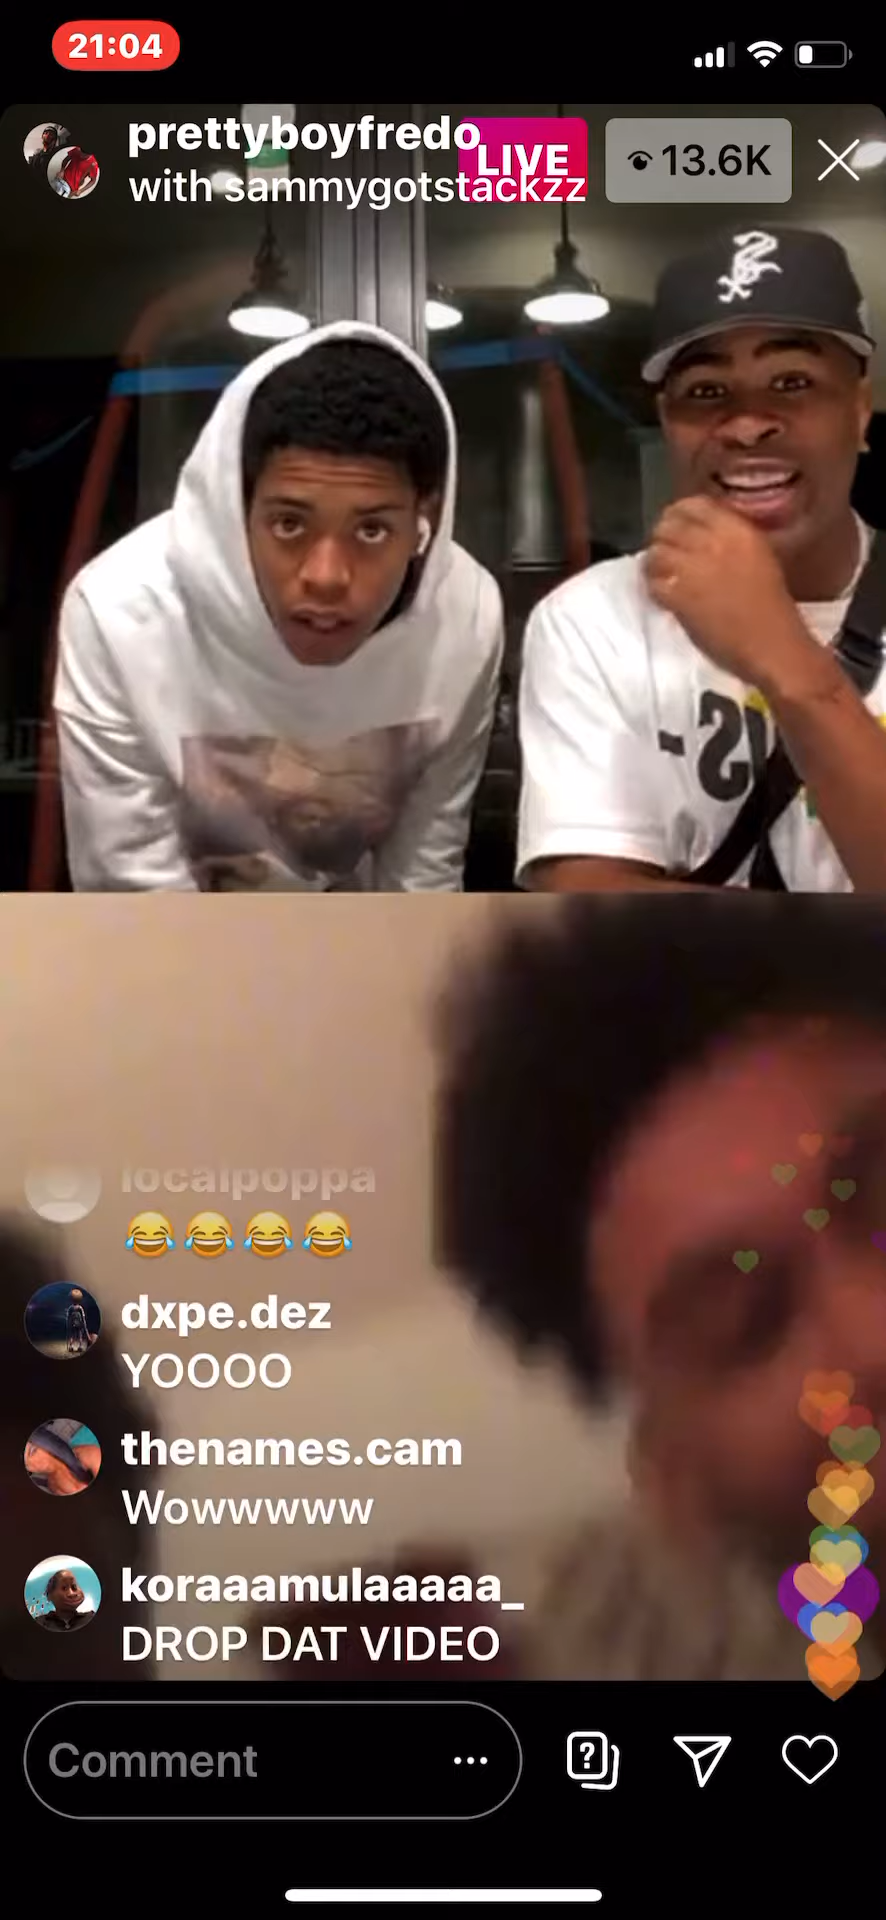 21:04
prettyboyfredo
LIVE
13.6K
with sammygotstackzz
-21
localpoppa
😂😂😂😂
dxpe.dez
YOOOO
thenames.cam
Wowwwww
koraaamulaaaaa_
DROP DAT VIDEO
Comment